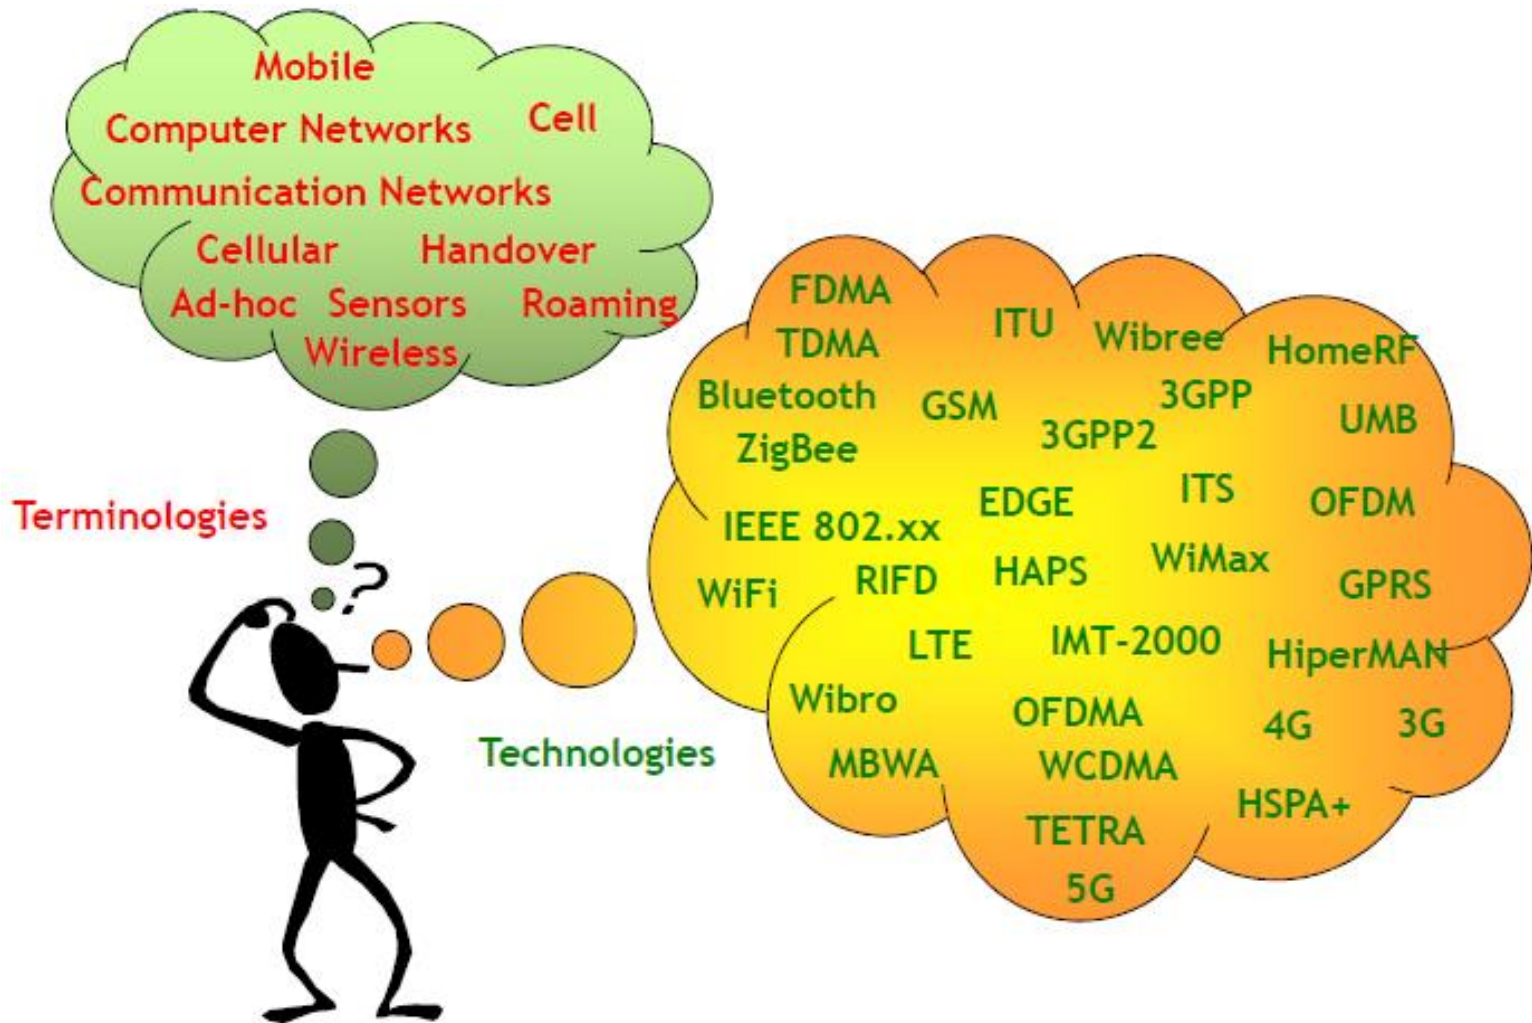 Mobile
Computer Networks Cell
Communication Networks
Cellular Handover
Ad-hoc Sensors Roaming
Wireless
Terminologies
?
FDMA
ITU Wibree HomeRF
TDMA
Bluetooth GSM 3GPP UMB
ZigBee 3GPP2
EDGE ITS OFDM
IEEE 802.xx
WiFi RIFD HAPS WiMax GPRS
LTE IMT-2000 HiperMAN
Wibro OFDMA 4G 3G
MBWA WCDMA HSPA+
TETRA
5G
Technologies